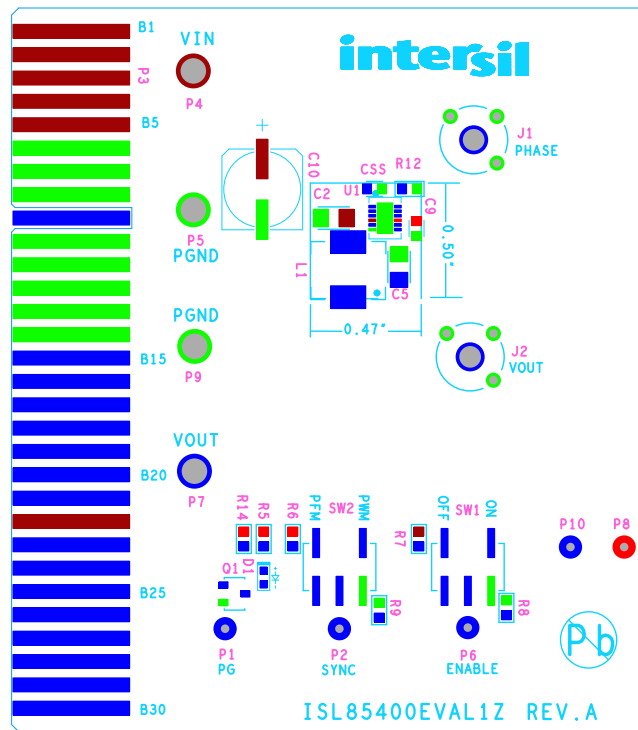 B1
VIN
intersil
P3
P4
B5
J1
PHASE
C10
CSS
R12
U1
C2
C9
P5
PGND
L1
0.50"
C5
PGND
0.47"
J2
VOUT
B15
P9
VOUT
B20
P7
R14
R5
R6
PFM
SW2
PWM
R7
OFF
SW1
ON
P10
P8
Q1
D1
B25
R9
R8
P1
PG
P2
SYNC
P6
ENABLE
Pb
B30
ISL85400EVAL1Z REV.A